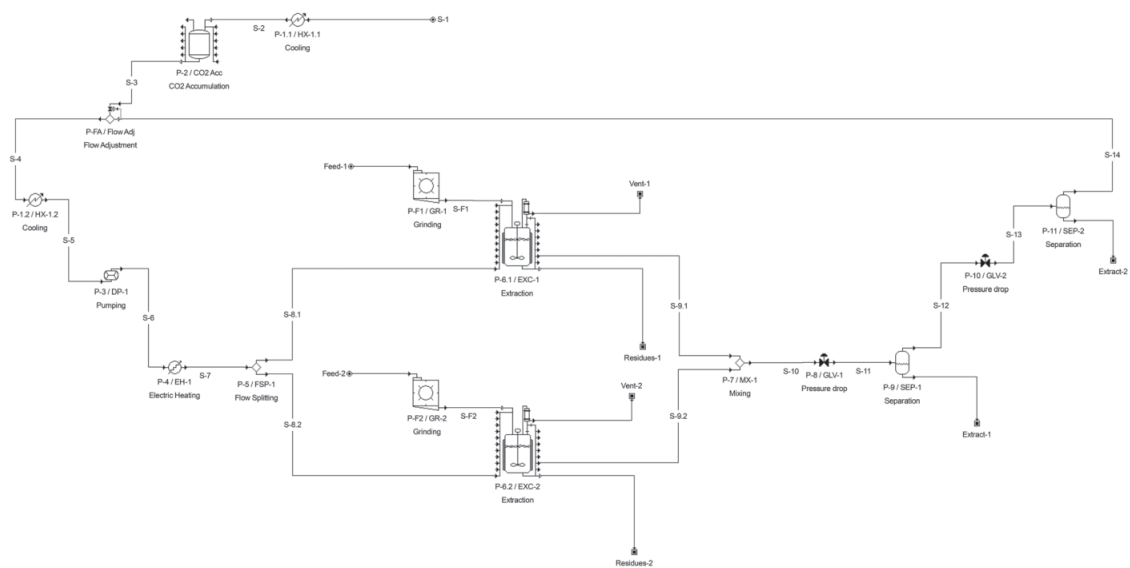 S-1
S-2
P-1.1 / HX-1.1
Cooling
P-2 / CO2 Acc
CO2 Accumulation
S-3
P-FA / Flow Adj
Flow Adjustment
S-4
S-14
Feed-1
Vent-1
P-F1 / GR-1
Grinding
S-F1
P-1.2 / HX-1.2
Cooling
S-5
S-13
P-11 / SEP-2
Separation
P-3 / DP-1
Pumping
P-6.1 / EXC-1
Extraction
P-10 / GLV-2
Pressure drop
Extract-2
S-6
S-8.1
S-9.1
S-12
Residues-1
P-4 / EH-1
Electric Heating
S-7
P-5 / FSP-1
Flow Splitting
Feed-2
P-7 / MX-1
Mixing
S-10
P-8 / GLV-1
Pressure drop
S-11
P-9 / SEP-1
Separation
Vent-2
P-F2 / GR-2
Grinding
S-F2
S-8.2
S-9.2
Extract-1
P-6.2 / EXC-2
Extraction
Residues-2